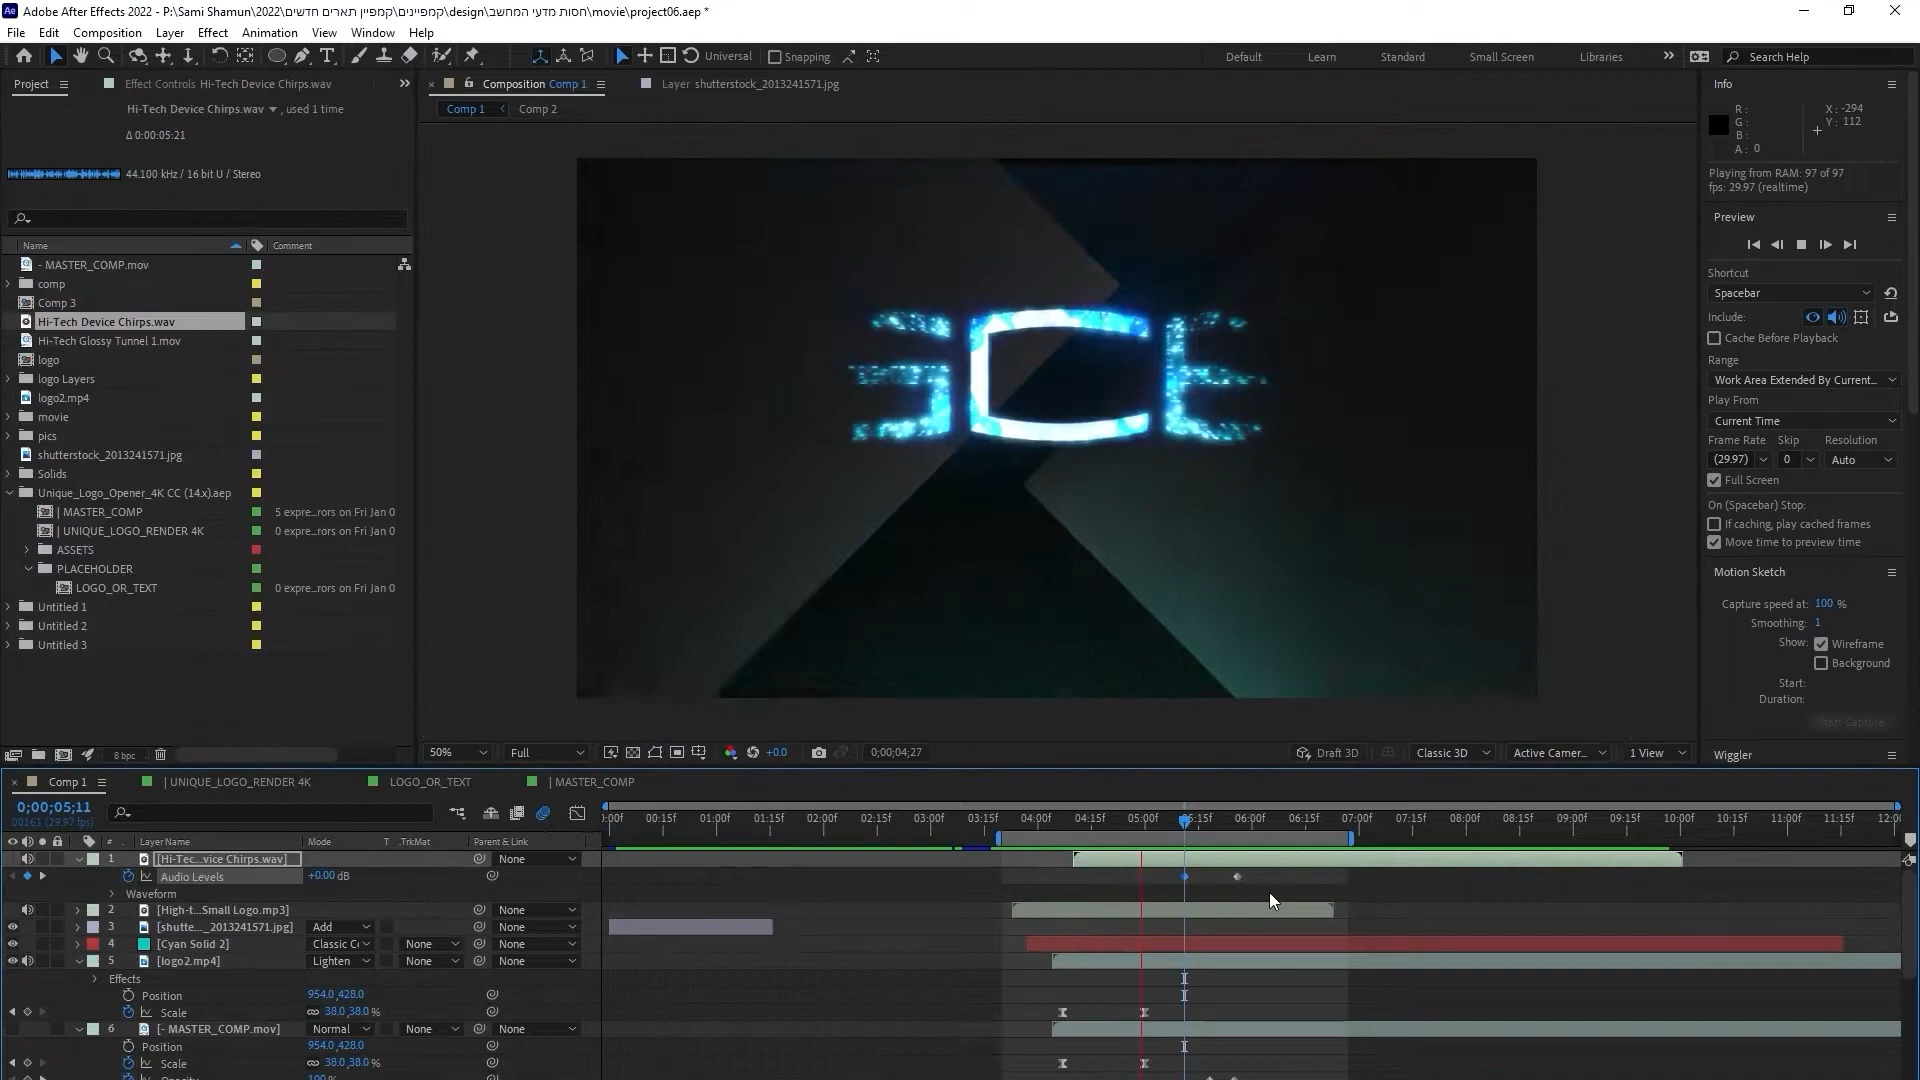 Adobe After Effects 2022 - P:\Sami Shamun\2022\קמפיינים\קמפיין תארים חדשים\design\חסות מדעי המחשב\movie\project06.aep *
File Edit Composition Layer Effect Animation View Window Help
Universal Snapping Default Learn Standard Small Screen Libraries Search Help
Project Effect Controls Hi-Tech Device Chirps.wav
Hi-Tech Device Chirps.wav , used 1 time
Δ 0:00:05:21
44.100 kHz / 16 bit U / Stereo
Name Comment
- MASTER_COMP.mov
comp
Comp 3
Hi-Tech Device Chirps.wav
Hi-Tech Glossy Tunnel 1.mov
logo
logo Layers
logo2.mp4
movie
pics
shutterstock_2013241571.jpg
Solids
Unique_Logo_Opener_4K CC (14.x).aep
| MASTER_COMP 5 expre...rors on Fri Jan 0
| UNIQUE_LOGO_RENDER 4K 0 expre...rors on Fri Jan 0
ASSETS
PLACEHOLDER
LOGO_OR_TEXT 0 expre...rors on Fri Jan 0
Untitled 1
Untitled 2
Untitled 3
8 bpc
Composition Comp 1 Layer shutterstock_2013241571.jpg
Comp 1 Comp 2
SCE
50% Full +0.0 0;00;04;27 Draft 3D Classic 3D Active Camer... 1 View
Info
R : X : -294
G : Y : 112
B :
A : 0
Playing from RAM: 97 of 97
fps: 29.97 (realtime)
Preview
Shortcut
Spacebar
Include:
Cache Before Playback
Range
Work Area Extended By Current...
Play From
Current Time
Frame Rate Skip Resolution
(29.97) 0 Auto
Full Screen
On (Spacebar) Stop:
If caching, play cached frames
Move time to preview time
Motion Sketch
Capture speed at: 100 %
Smoothing: 1
Show: Wireframe
Background
Start:
Duration:
Start Capture
Wiggler
Comp 1 | UNIQUE_LOGO_RENDER 4K LOGO_OR_TEXT | MASTER_COMP
0;00;05;11
00161 (29.97 fps)
:00f 00:15f 01:00f 01:15f 02:00f 02:15f 03:00f 03:15f 04:00f 04:15f 05:00f 05:15f 06:00f 06:15f 07:00f 07:15f 08:00f 08:15f 09:00f 09:15f 10:00f 10:15f 11:00f 11:15f 12:00
# Layer Name Mode T .TrkMat Parent & Link
1 [Hi-Tec...vice Chirps.wav] None
Audio Levels +0.00 dB
Waveform
2 [High-t...Small Logo.mp3] None
3 [shutte..._2013241571.jpg] Add None
4 [Cyan Solid 2] Classic C None None
5 [logo2.mp4] Lighten None None
Effects
Position 954.0,428.0
Scale 38.0,38.0 %
6 [- MASTER_COMP.mov] Normal None None
Position 954.0,428.0
Scale 38.0,38.0 %